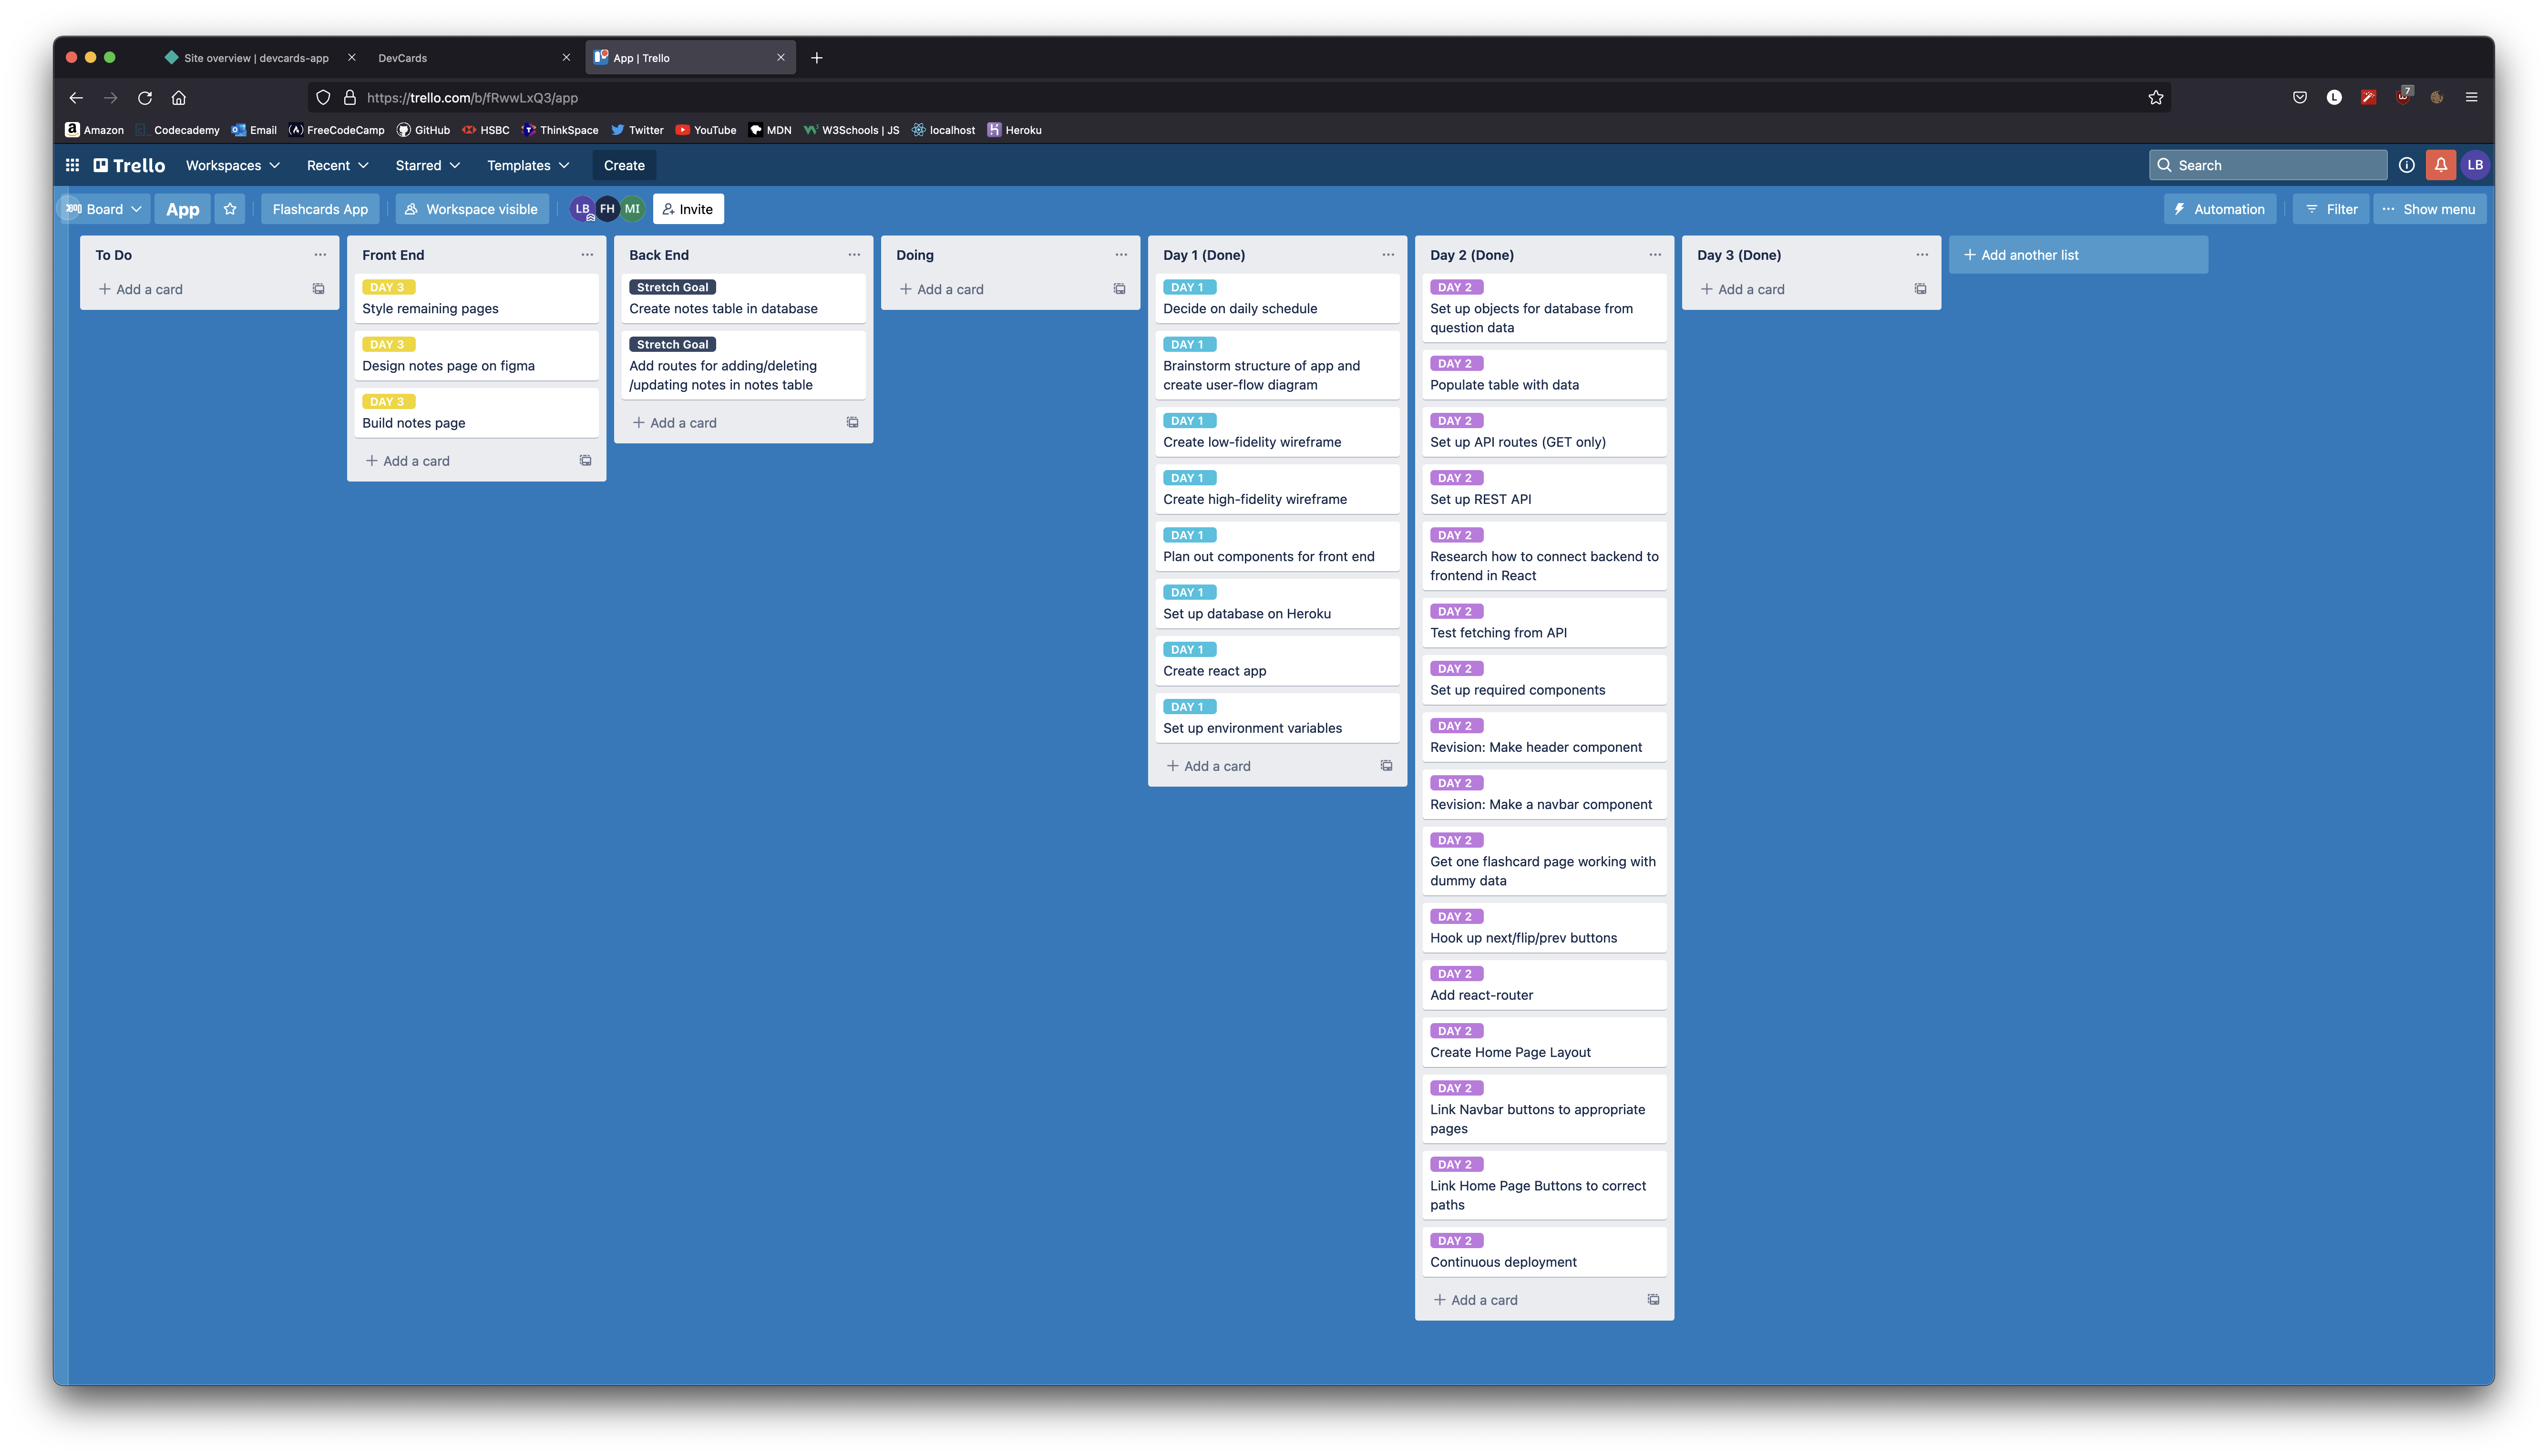 Site overview | devcards-app
DevCards
App | Trello
https://trello.com/b/fRwwLxQ3/app
L
7
Amazon
Codecademy
Email
FreeCodeCamp
GitHub
HSBC
ThinkSpace
Twitter
YouTube
MDN
W3Schools | JS
localhost
Heroku
Trello
Workspaces
Recent
Starred
Templates
Create
Search
LB
Board
App
Flashcards App
Workspace visible
LB
FH
MI
Invite
Automation
Filter
Show menu
To Do
Add a card
Front End
DAY 3
Style remaining pages
DAY 3
Design notes page on figma
DAY 3
Build notes page
Add a card
Back End
Stretch Goal
Create notes table in database
Stretch Goal
Add routes for adding/deleting
/updating notes in notes table
Add a card
Doing
Add a card
Day 1 (Done)
DAY 1
Decide on daily schedule
DAY 1
Brainstorm structure of app and
create user-flow diagram
DAY 1
Create low-fidelity wireframe
DAY 1
Create high-fidelity wireframe
DAY 1
Plan out components for front end
DAY 1
Set up database on Heroku
DAY 1
Create react app
DAY 1
Set up environment variables
Add a card
Day 2 (Done)
DAY 2
Set up objects for database from
question data
DAY 2
Populate table with data
DAY 2
Set up API routes (GET only)
DAY 2
Set up REST API
DAY 2
Research how to connect backend to
frontend in React
DAY 2
Test fetching from API
DAY 2
Set up required components
DAY 2
Revision: Make header component
DAY 2
Revision: Make a navbar component
DAY 2
Get one flashcard page working with
dummy data
DAY 2
Hook up next/flip/prev buttons
DAY 2
Add react-router
DAY 2
Create Home Page Layout
DAY 2
Link Navbar buttons to appropriate
pages
DAY 2
Link Home Page Buttons to correct
paths
DAY 2
Continuous deployment
Add a card
Day 3 (Done)
Add a card
Add another list